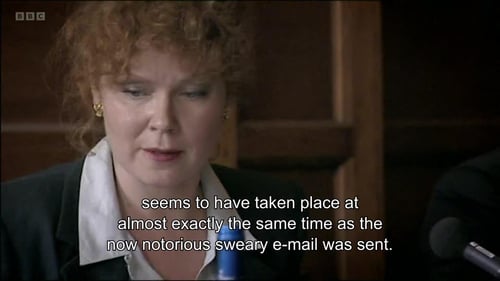 BBC
seems to have taken place at
almost exactly the same time as the
now notorious sweary e-mail was sent.